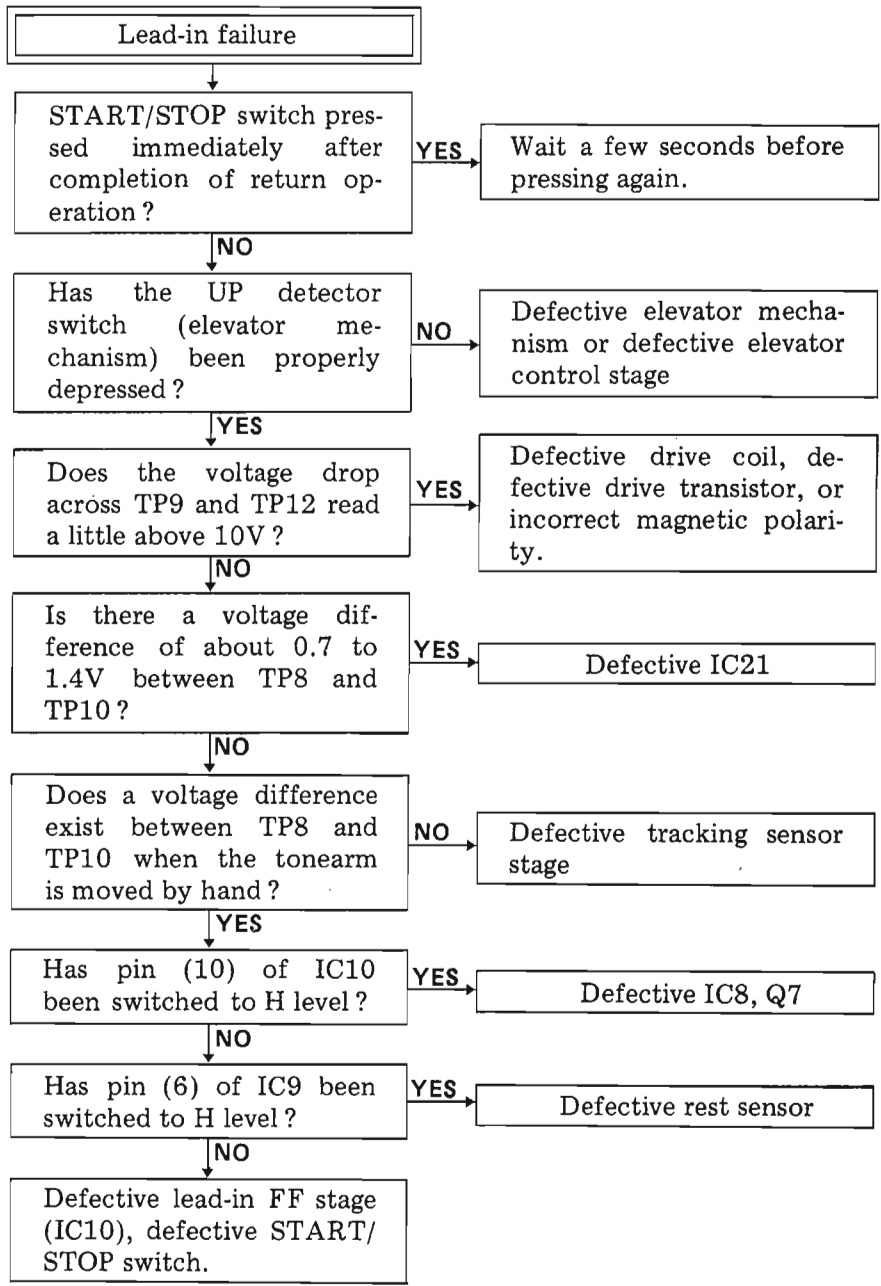 Lead-in failure
START/STOP switch pres-
sed immediately after
completion of return op-
eration?
YES
Wait a few seconds before
pressing again.
NO
Has the UP detector
switch (elevator me-
chanism) been properly
depressed?
NO
Defective elevator mecha-
nism or defective elevator
control stage
YES
Does the voltage drop
across TP9 and TP12 read
a little above 10V?
YES
Defective drive coil, de-
fective drive transistor, or
incorrect magnetic polari-
ty.
NO
Is there a voltage dif-
ference of about 0.7 to
1.4V between TP8 and
TP10?
YES
Defective IC21
NO
Does a voltage difference
exist between TP8 and
TP10 when the tonearm
is moved by hand?
NO
Defective tracking sensor
stage
YES
Has pin (10) of IC10
been switched to H level?
YES
Defective IC8, Q7
NO
Has pin (6) of IC9 been
switched to H level?
YES
Defective rest sensor
NO
Defective lead-in FF stage
(IC10), defective START/
STOP switch.